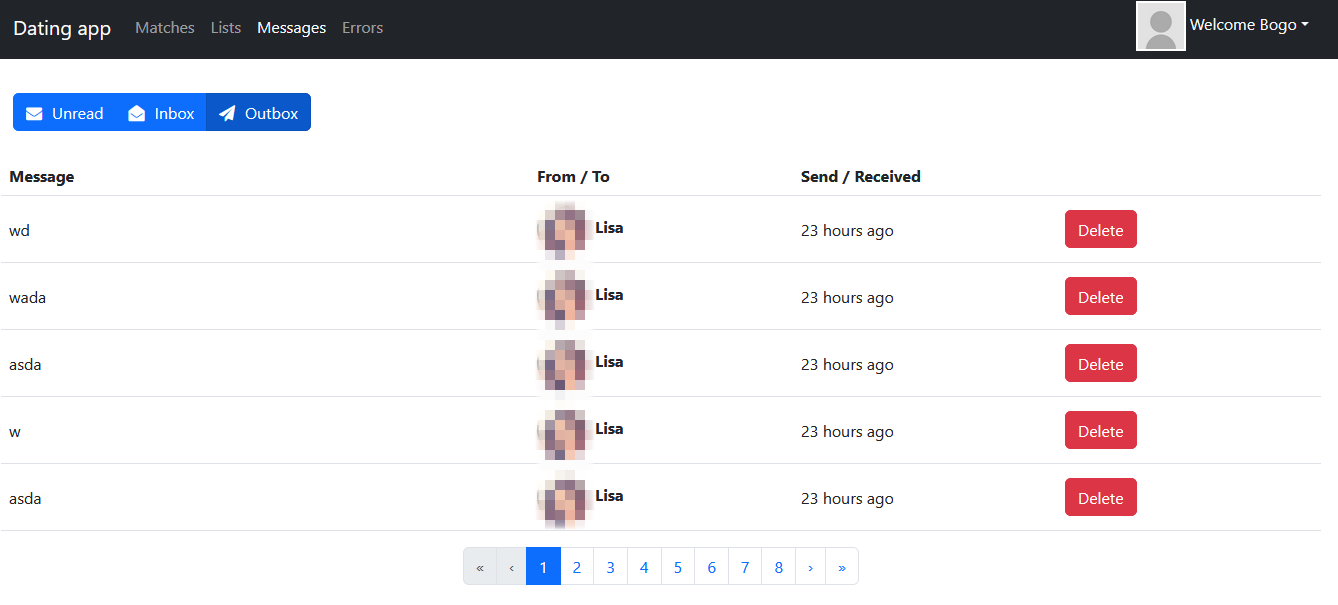 Dating app Matches Lists Messages Errors Welcome Bogo
Unread Inbox Outbox
Message From / To Send / Received
wd Lisa 23 hours ago Delete
wada Lisa 23 hours ago Delete
asda Lisa 23 hours ago Delete
w Lisa 23 hours ago Delete
asda Lisa 23 hours ago Delete
« ‹ 1 2 3 4 5 6 7 8 › »